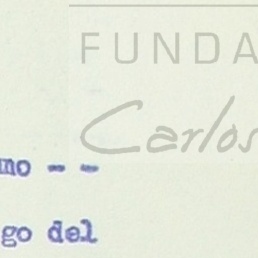 FUNDA
Carlos
mo - -
go del